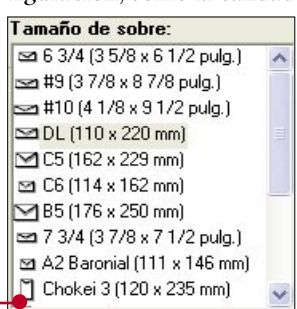 Tamaño de sobre:
6 3/4 (3 5/8 x 6 1/2 pulg.)
#9 (3 7/8 x 8 7/8 pulg.)
#10 (4 1/8 x 9 1/2 pulg.)
DL (110 x 220 mm)
C5 (162 x 229 mm)
C6 (114 x 162 mm)
B5 (176 x 250 mm)
7 3/4 (3 7/8 x 7 1/2 pulg.)
A2 Baronial (111 x 146 mm)
Chokei 3 (120 x 235 mm)